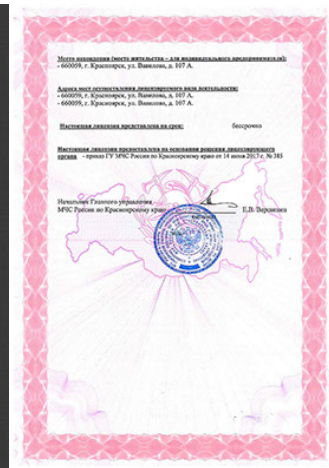 Место нахождения (место жительства – для индивидуального предпринимателя):
- 660059, г. Красноярск, ул. Вавилова, д. 107 А.
Адреса мест осуществления лицензируемого вида деятельности:
- 660059, г. Красноярск, ул. Вавилова, д. 107 А.
- 660059, г. Красноярск, ул. Вавилова, д. 107 А.
Настоящая лицензия предоставлена на срок: бессрочно
Настоящая лицензия предоставлена на основании решения лицензирующего
органа - приказ ГУ МЧС России по Красноярскому краю от 14 июня 2017 г. № 385
Начальник Главного управления
МЧС России по Красноярскому краю Е.В. Вершинин